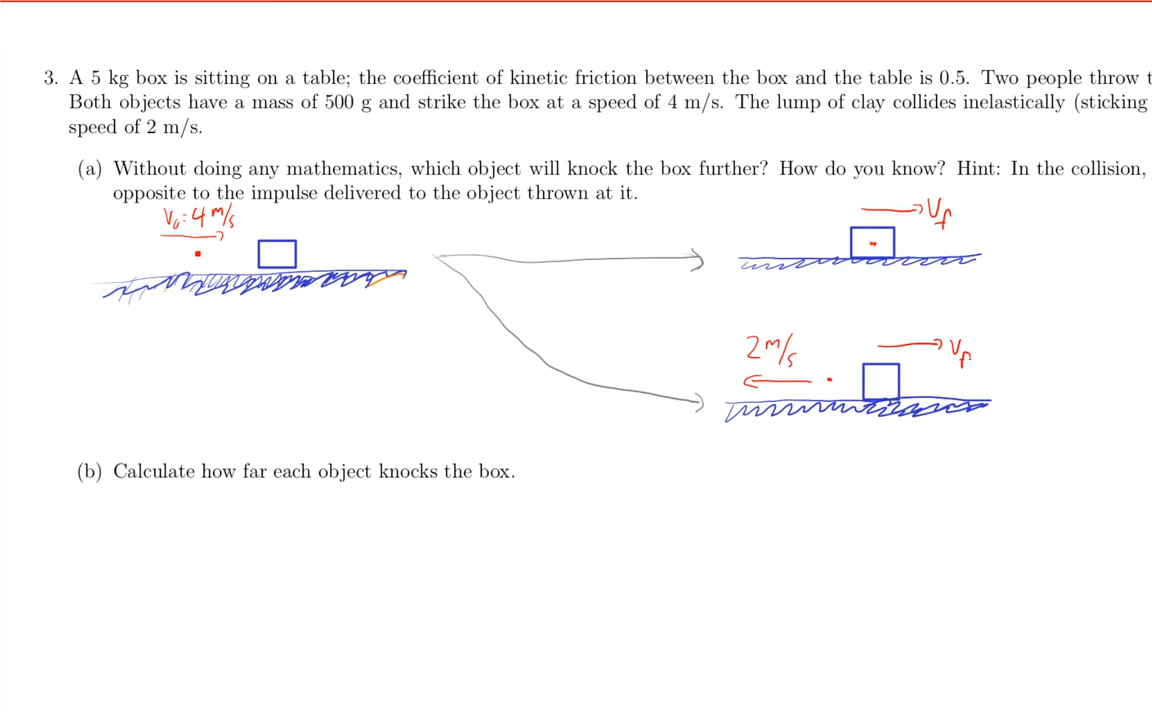 3. A 5 kg box is sitting on a table; the coefficient of kinetic friction between the box and the table is 0.5. Two people throw t
Both objects have a mass of 500 g and strike the box at a speed of 4 m/s. The lump of clay collides inelastically (sticking
speed of 2 m/s.
(a) Without doing any mathematics, which object will knock the box further? How do you know? Hint: In the collision,
opposite to the impulse delivered to the object thrown at it.
V₀ = 4 m/s
Vf
2 m/s
Vf
(b) Calculate how far each object knocks the box.